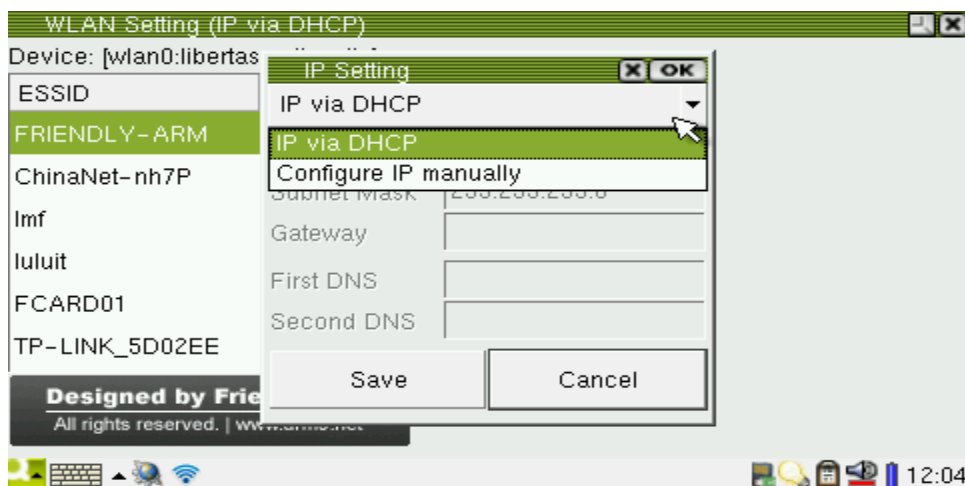 WLAN Setting (IP via DHCP)
Device: [wlan0:libertas
ESSID
FRIENDLY-ARM
ChinaNet-nh7P
lmf
luluit
FCARD01
TP-LINK_5D02EE
Designed by Frie
All rights reserved. |
IP Setting
OK
IP via DHCP
IP via DHCP
Configure IP manually
Subnet Mask
Gateway
First DNS
Second DNS
Save
Cancel
12:04